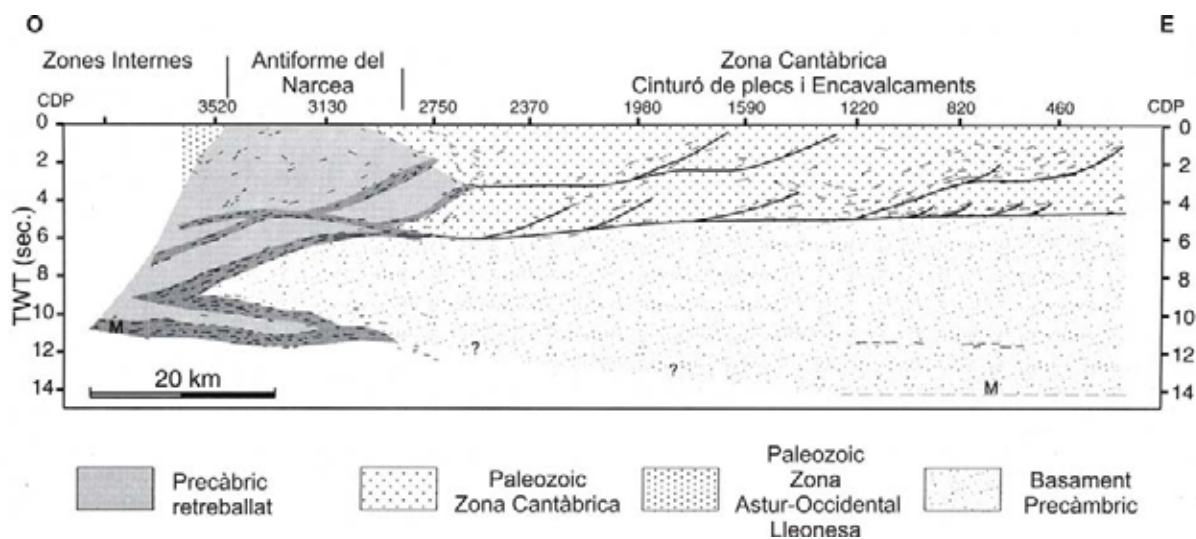 O
E
Zones Internes
Antiforme del
Narcea
Zona Cantàbrica
Cinturó de plecs i Encavalcaments
CDP 3520 3130 2750 2370 1980 1590 1220 820 460 CDP
0 0
2 2
4 4
6 6
8 8
10 10
12 12
14 14
TWT (sec.)
M
?
?
M
20 km
Precàbric
retreballat
Paleozoic
Zona Cantàbrica
Paleozoic
Zona
Astur-Occidental
Lleonesa
Basament
Precàmbric